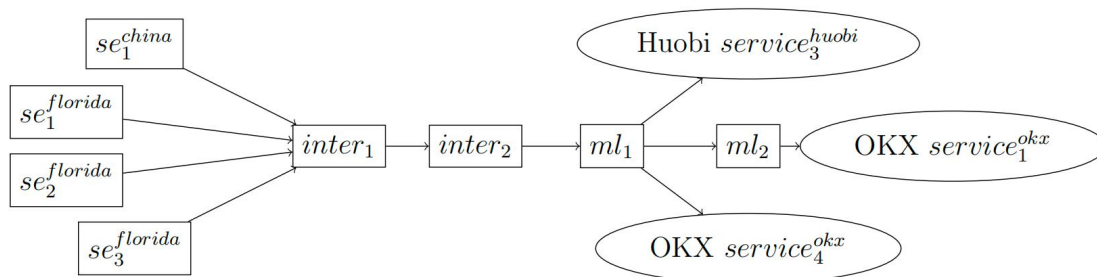 se_1^{china}
se_1^{florida}
se_2^{florida}
se_3^{florida}
inter_1
inter_2
ml_1
Huobi service_3^{huobi}
ml_2
OKX service_1^{okx}
OKX service_4^{okx}